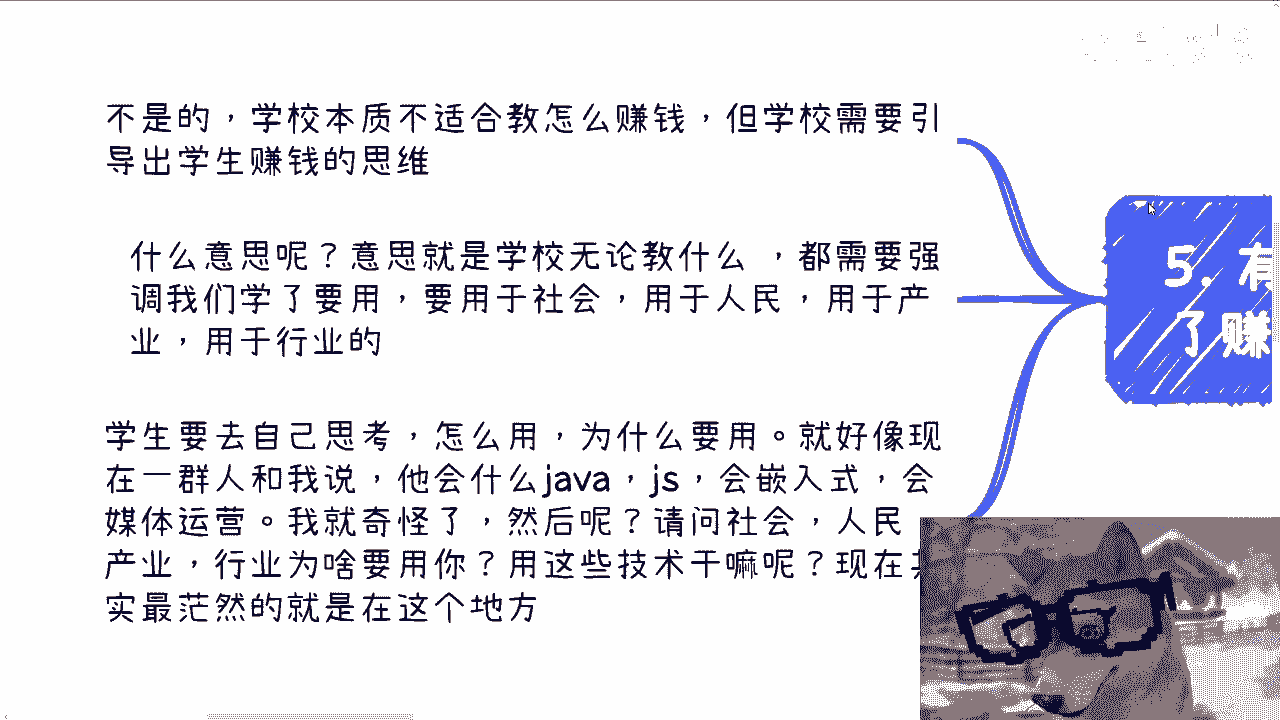 不是的，学校本质不适合教怎么赚钱，但学校需要引
导出学生赚钱的思维
什么意思呢？意思就是学校无论教什么 ，都需要强
调我们学了要用，要用于社会，用于人民，用于产
业，用于行业的
学生要去自己思考，怎么用，为什么要用。就好像现
在一群人和我说，他会什么java，js，会嵌入式，会
媒体运营。我就奇怪了，然后呢？请问社会，人民
产业，行业为啥要用你？用这些技术干嘛呢？现在
实最茫然的就是在这个地方
5. 有
了赚